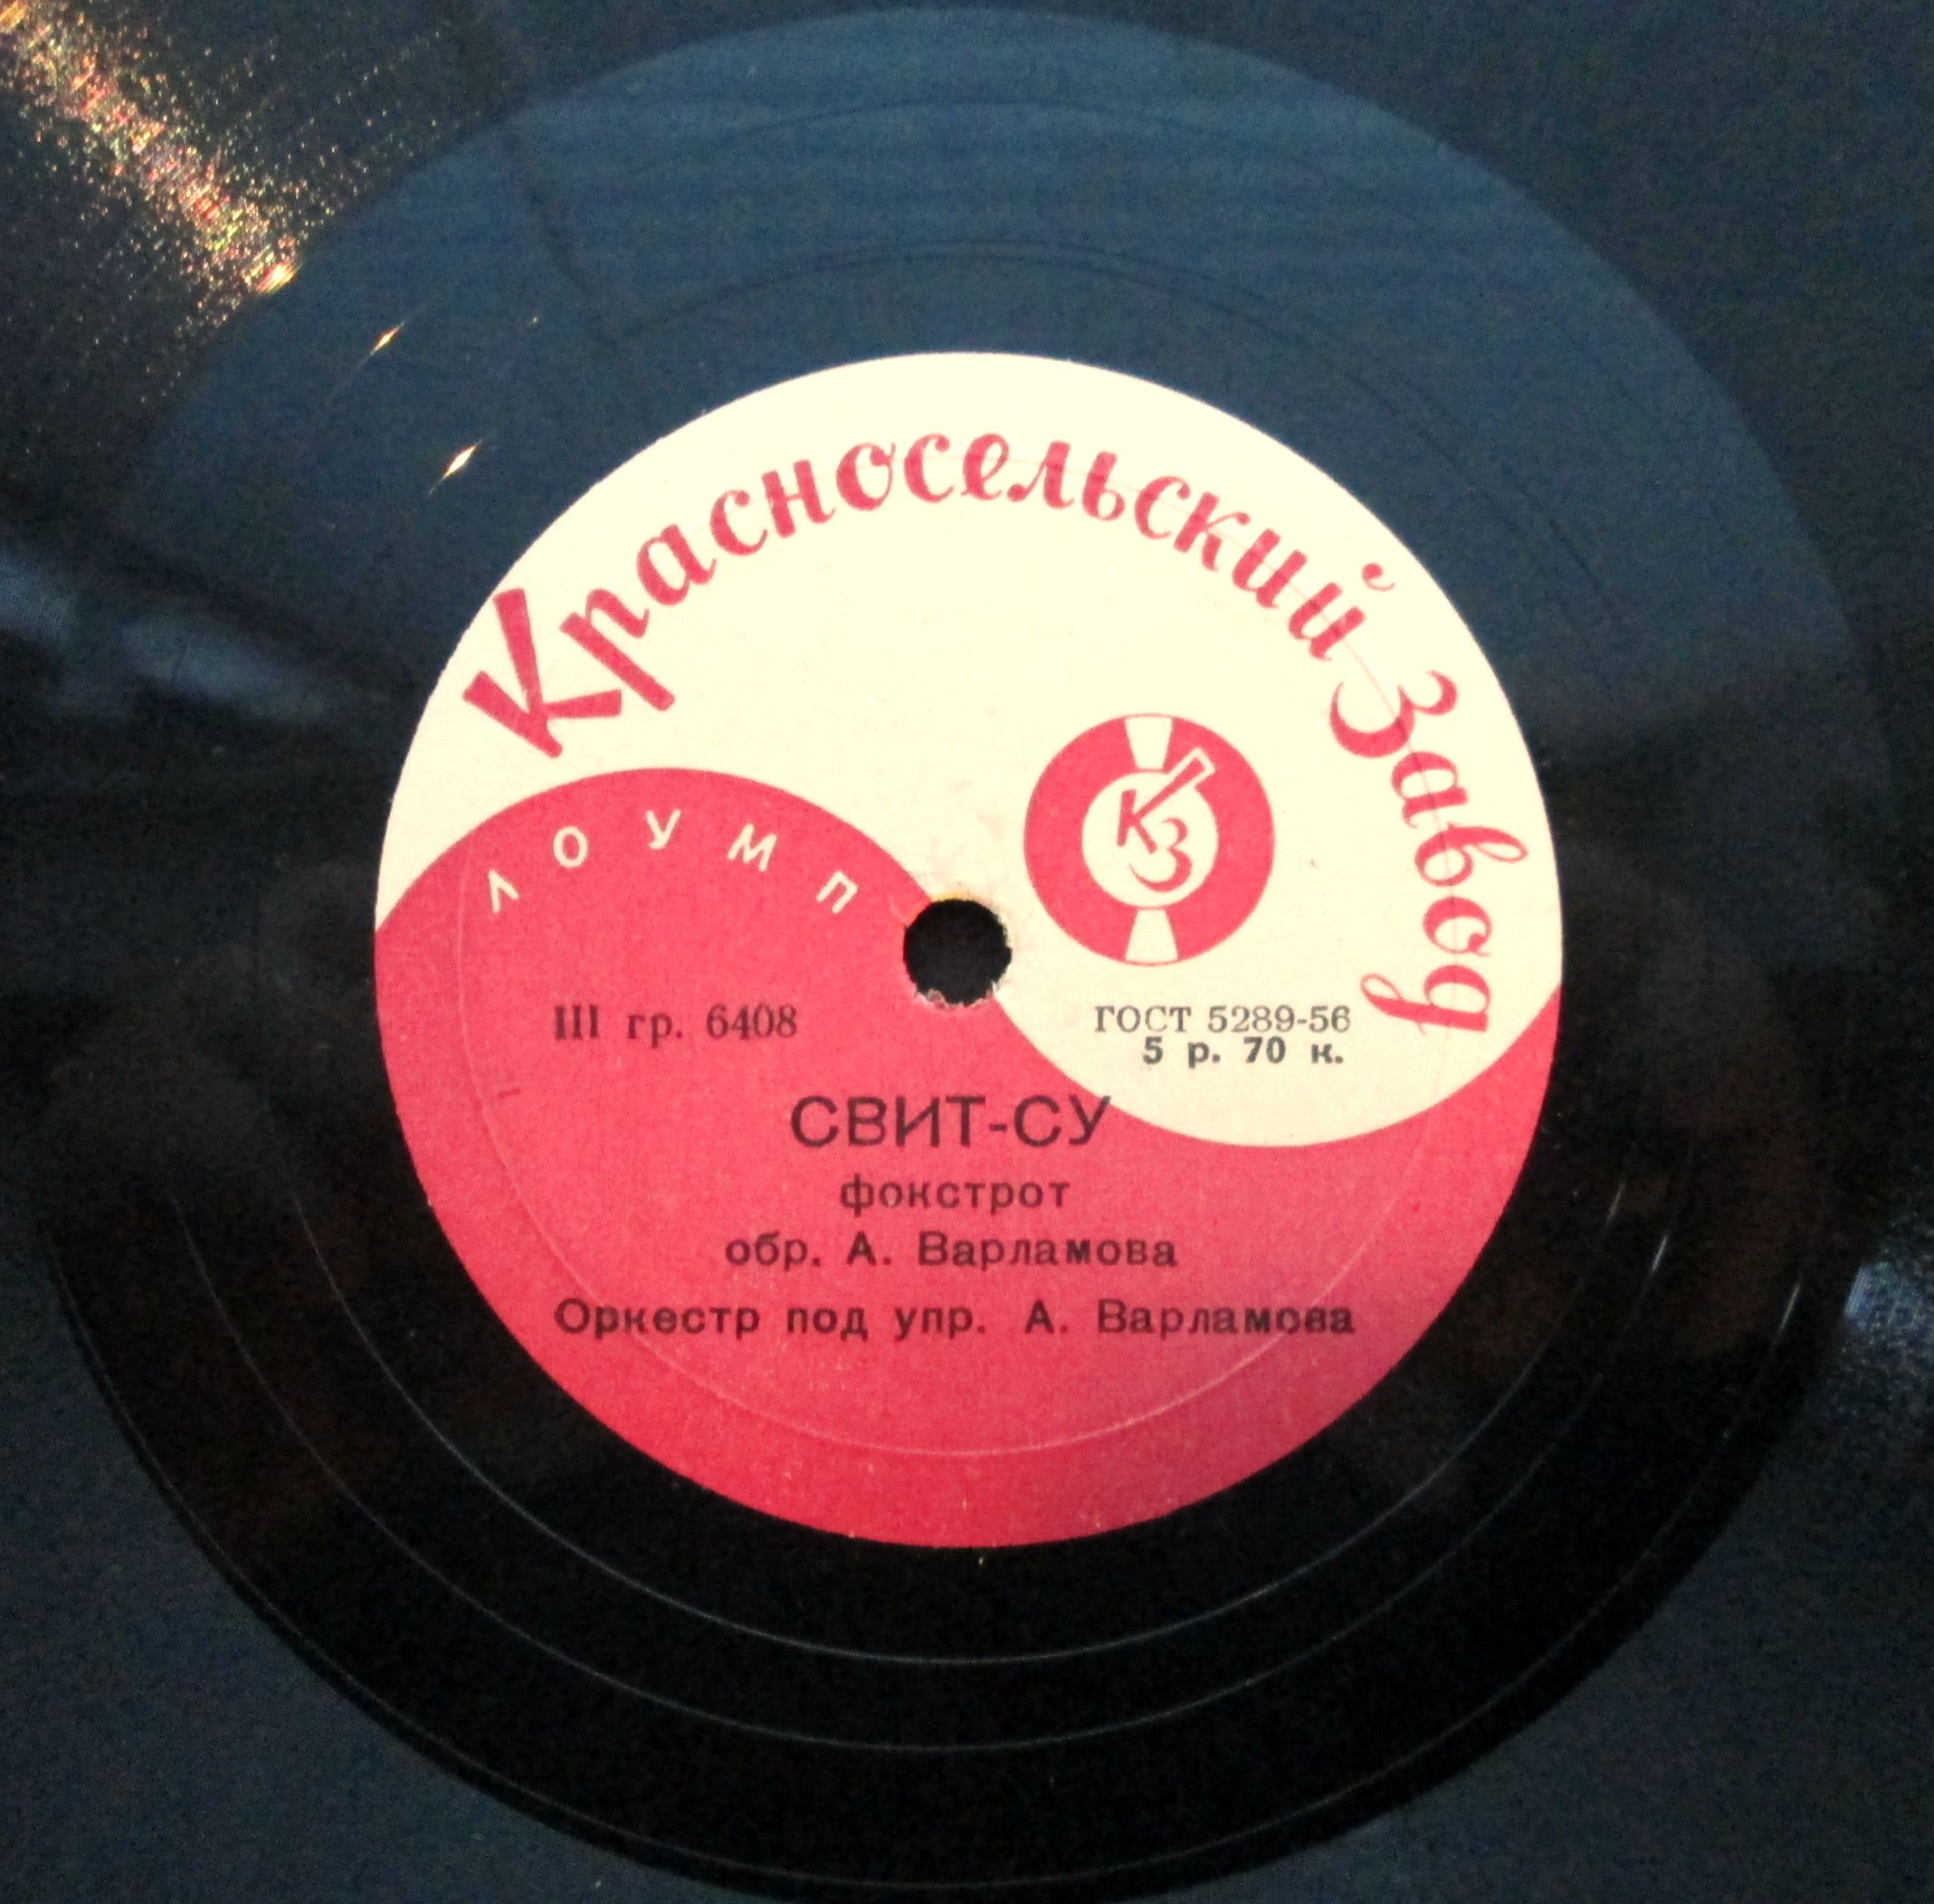 Красносельский Завод
ЛОУМП
КЗ
III гр. 6408
ГОСТ 5289-56
5 р. 70 к.
СВИТ-СУ
фокстрот
обр. А. Варламова
Оркестр под упр. А. Варламова